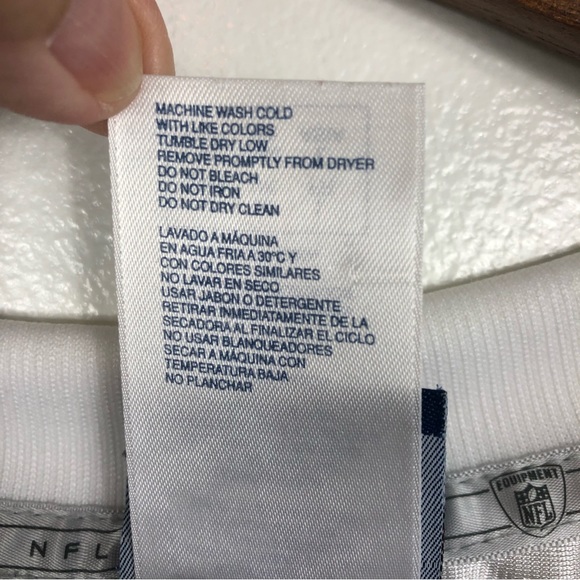 MACHINE WASH COLD
WITH LIKE COLORS
TUMBLE DRY LOW
REMOVE PROMPTLY FROM DRYER
DO NOT BLEACH
DO NOT IRON
DO NOT DRY CLEAN
LAVADO A MÁQUINA
EN AGUA FRIA A 30°C Y
CON COLORES SIMILARES
NO LAVAR EN SECO
USAR JABON O DETERGENTE
RETIRAR INMEDIATAMENTE DE LA
SECADORA AL FINALIZAR EL CICLO
NO USAR BLANQUEADORES
SECAR A MÁQUINA CON
TEMPERATURA BAJA
NO PLANCHAR
NFL
EQUIPMENT
NFL